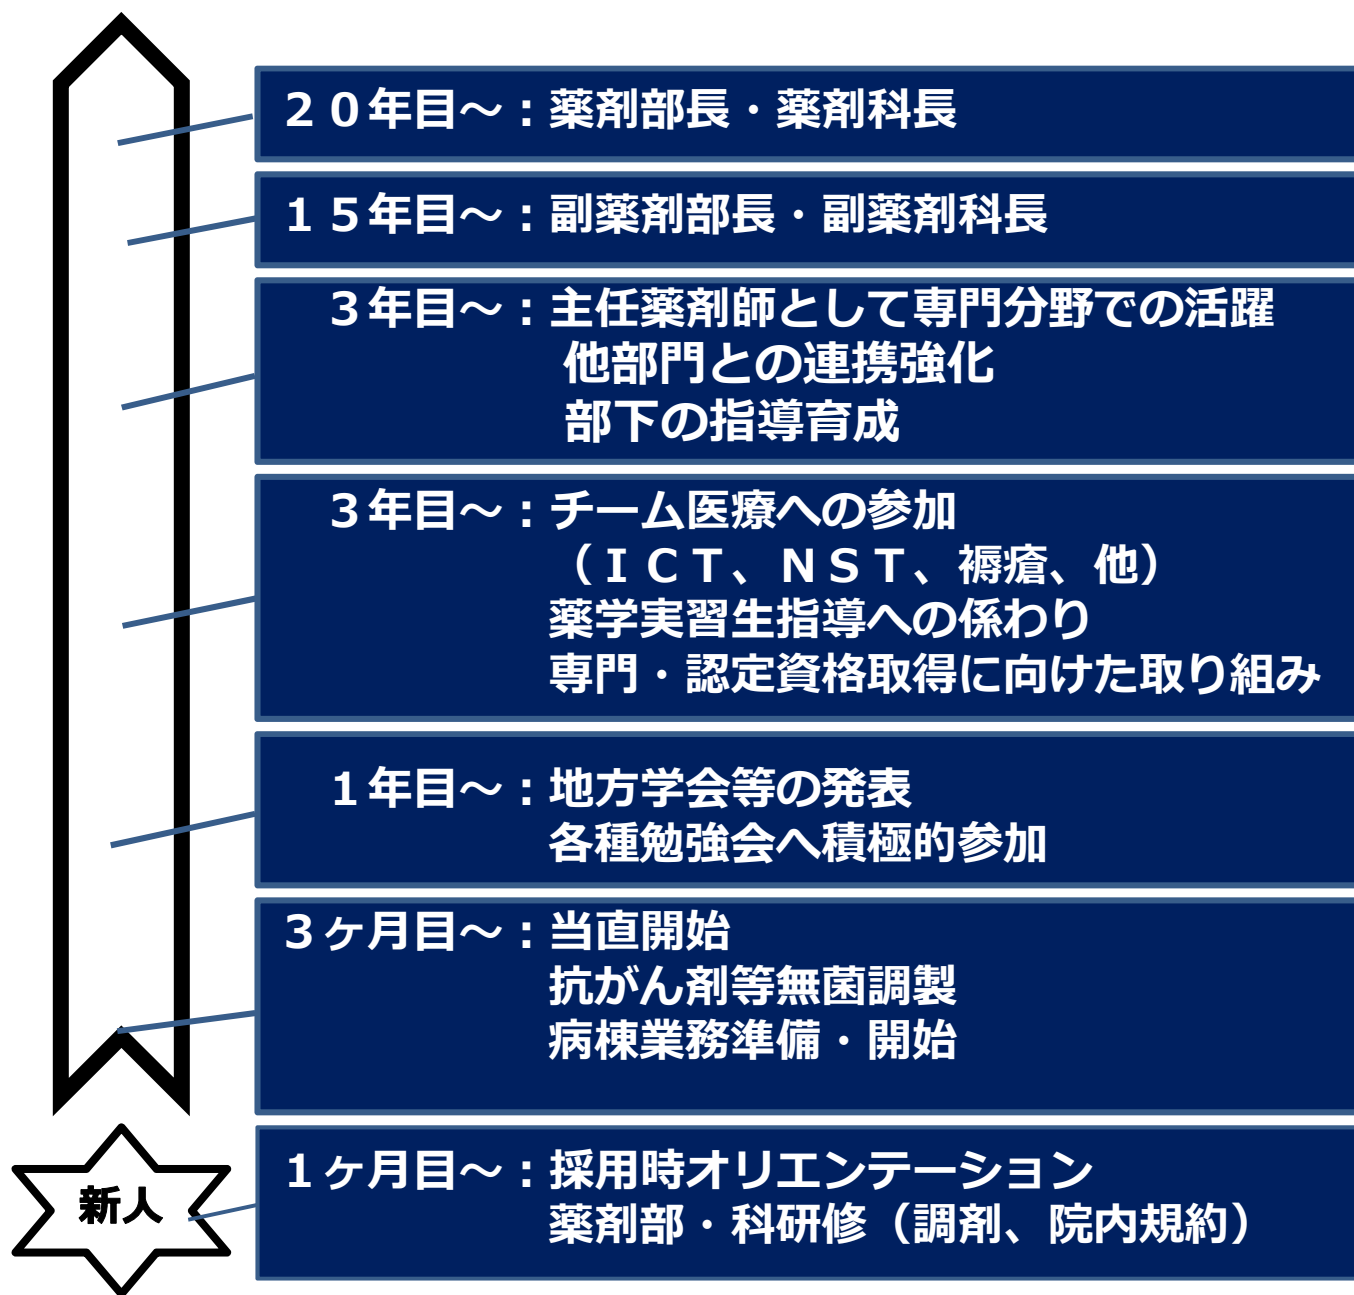 ２０年目～：薬剤部長・薬剤科長
１５年目～：副薬剤部長・副薬剤科長
３年目～：主任薬剤師として専門分野での活躍
他部門との連携強化
部下の指導育成
３年目～：チーム医療への参加
（ＩＣＴ、ＮＳＴ、褥瘡、他）
薬学実習生指導への係わり
専門・認定資格取得に向けた取り組み
１年目～：地方学会等の発表
各種勉強会へ積極的参加
３ヶ月目～：当直開始
抗がん剤等無菌調製
病棟業務準備・開始
新人
１ヶ月目～：採用時オリエンテーション
薬剤部・科研修（調剤、院内規約）